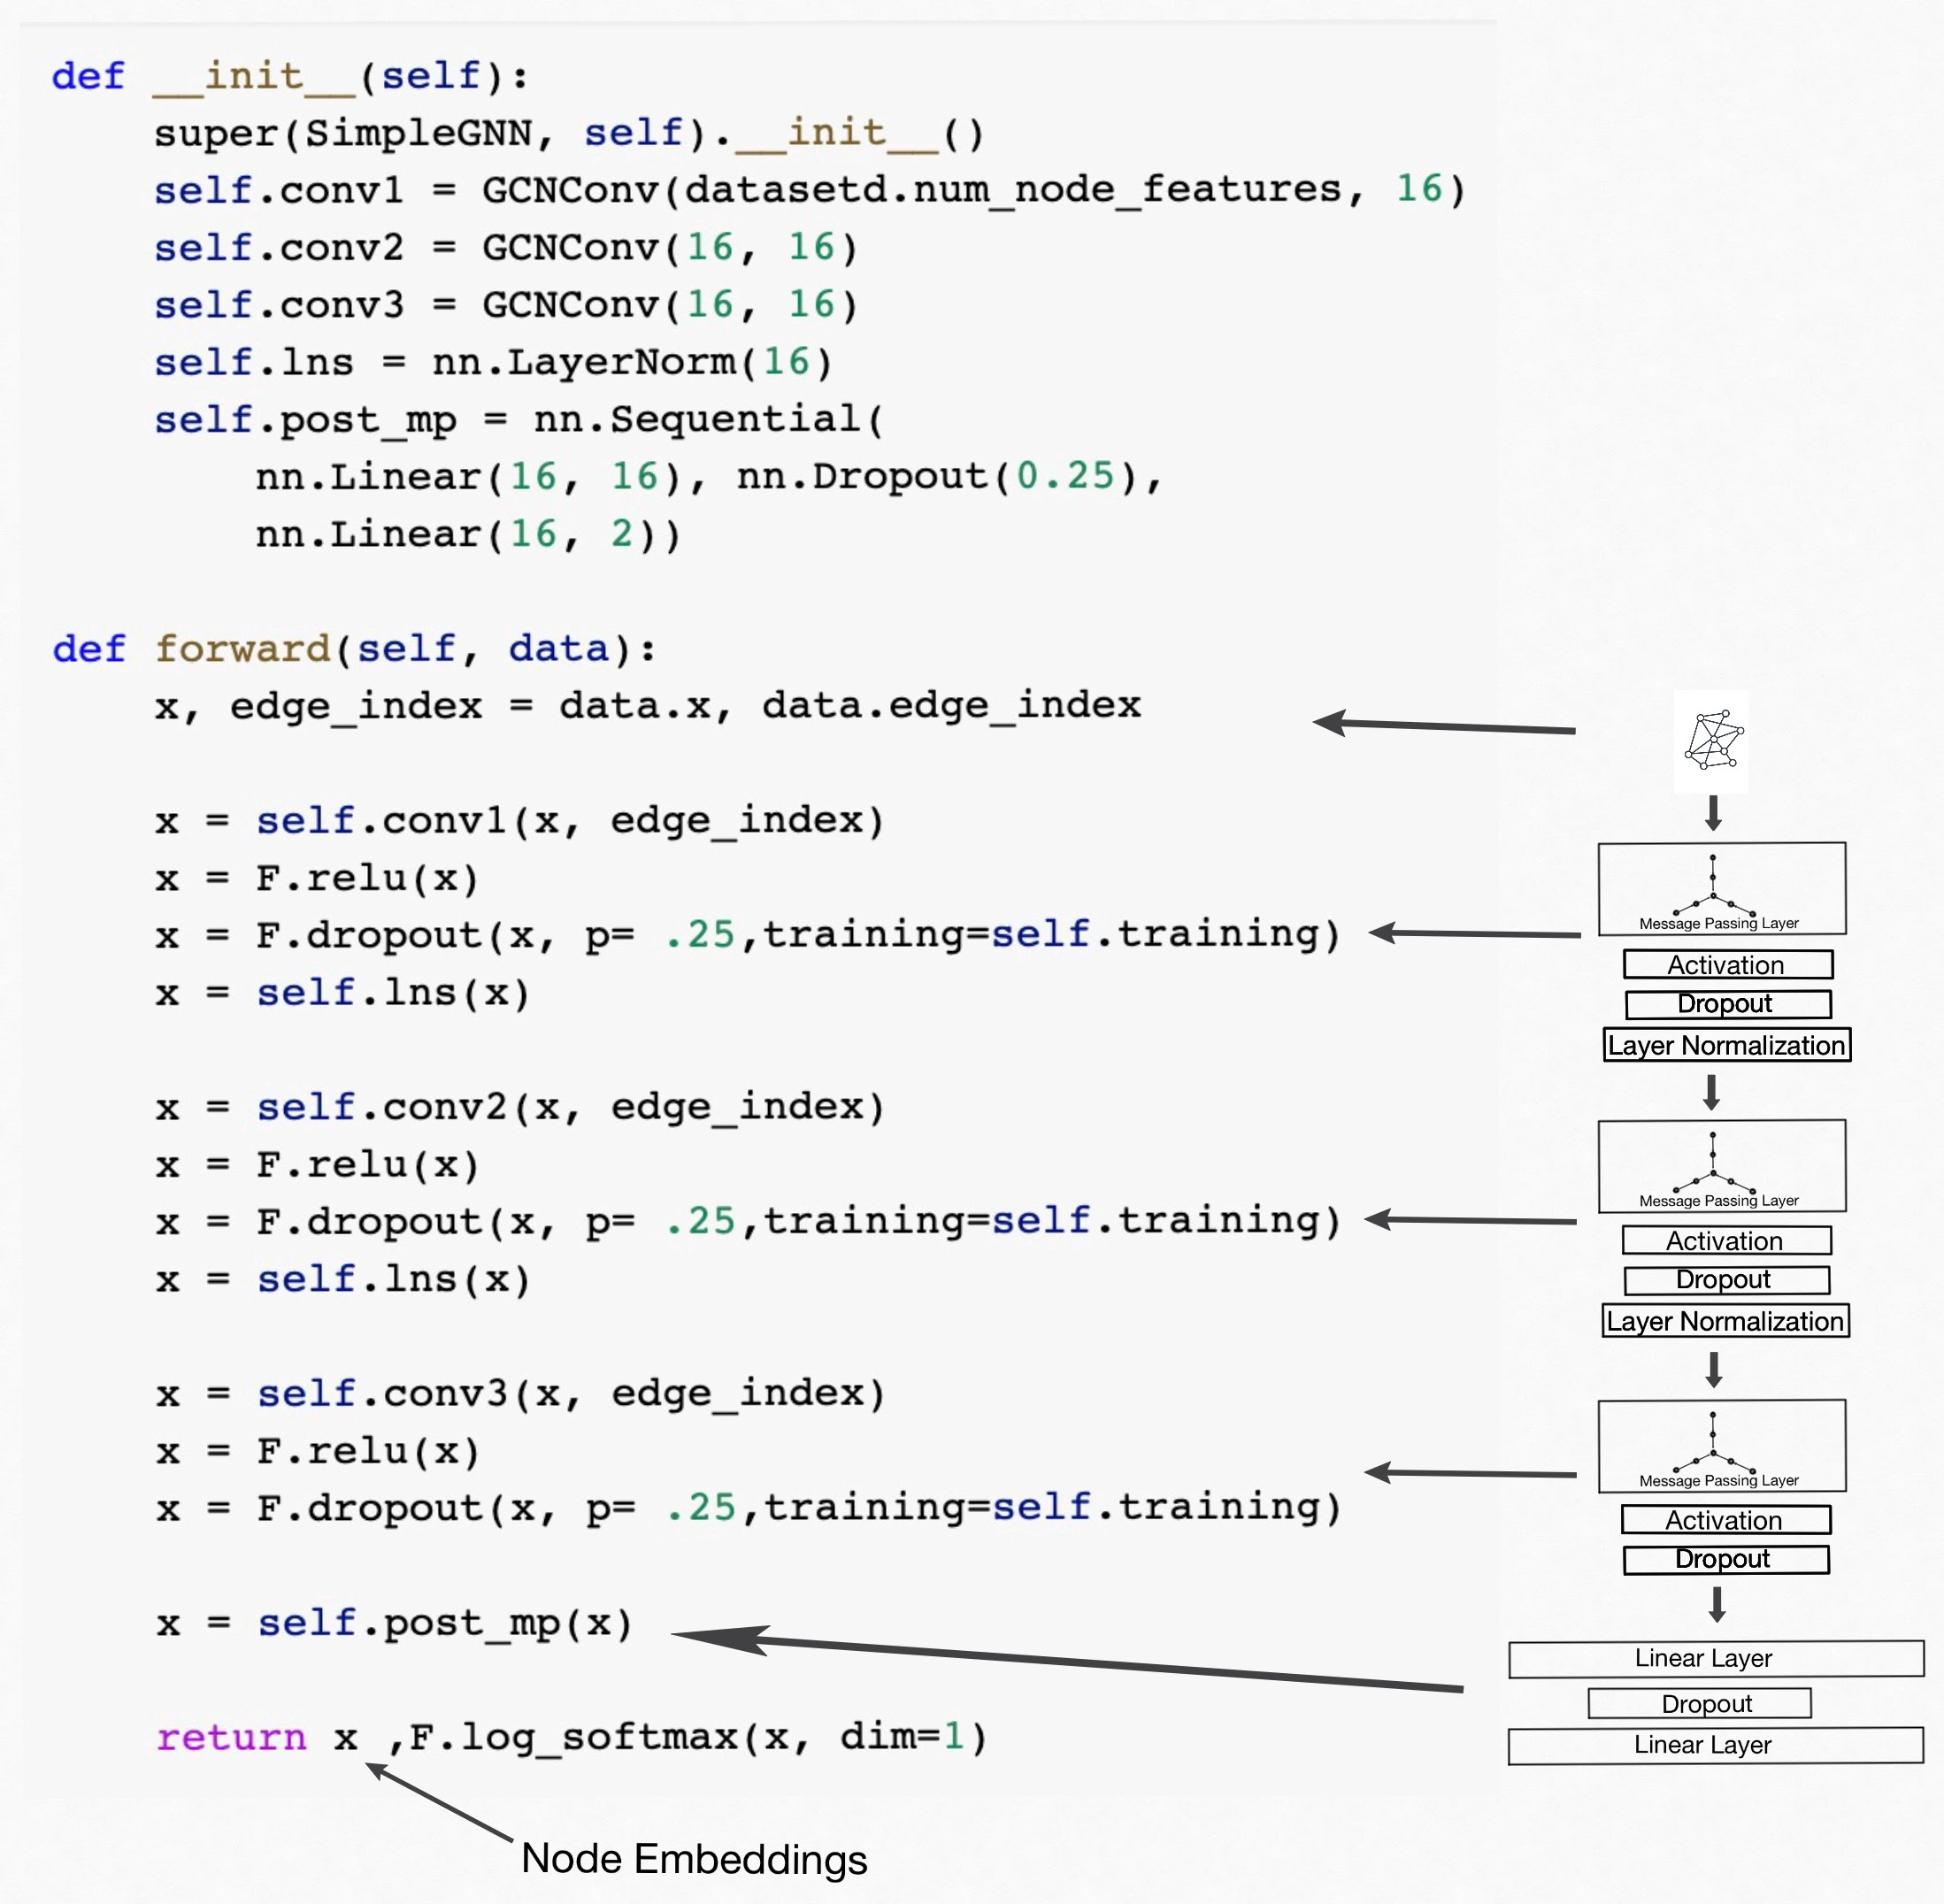 def __init__(self):
super(SimpleGNN, self).__init__()
self.conv1 = GCNConv(datasetd.num_node_features, 16)
self.conv2 = GCNConv(16, 16)
self.conv3 = GCNConv(16, 16)
self.lns = nn.LayerNorm(16)
self.post_mp = nn.Sequential(
nn.Linear(16, 16), nn.Dropout(0.25),
nn.Linear(16, 2))
def forward(self, data):
x, edge_index = data.x, data.edge_index
x = self.conv1(x, edge_index)
x = F.relu(x)
x = F.dropout(x, p= .25,training=self.training)
x = self.lns(x)
x = self.conv2(x, edge_index)
x = F.relu(x)
x = F.dropout(x, p= .25,training=self.training)
x = self.lns(x)
x = self.conv3(x, edge_index)
x = F.relu(x)
x = F.dropout(x, p= .25,training=self.training)
x = self.post_mp(x)
return x ,F.log_softmax(x, dim=1)
Node Embeddings
Message Passing Layer
Activation
Dropout
Layer Normalization
Message Passing Layer
Activation
Dropout
Layer Normalization
Message Passing Layer
Activation
Dropout
Linear Layer
Dropout
Linear Layer